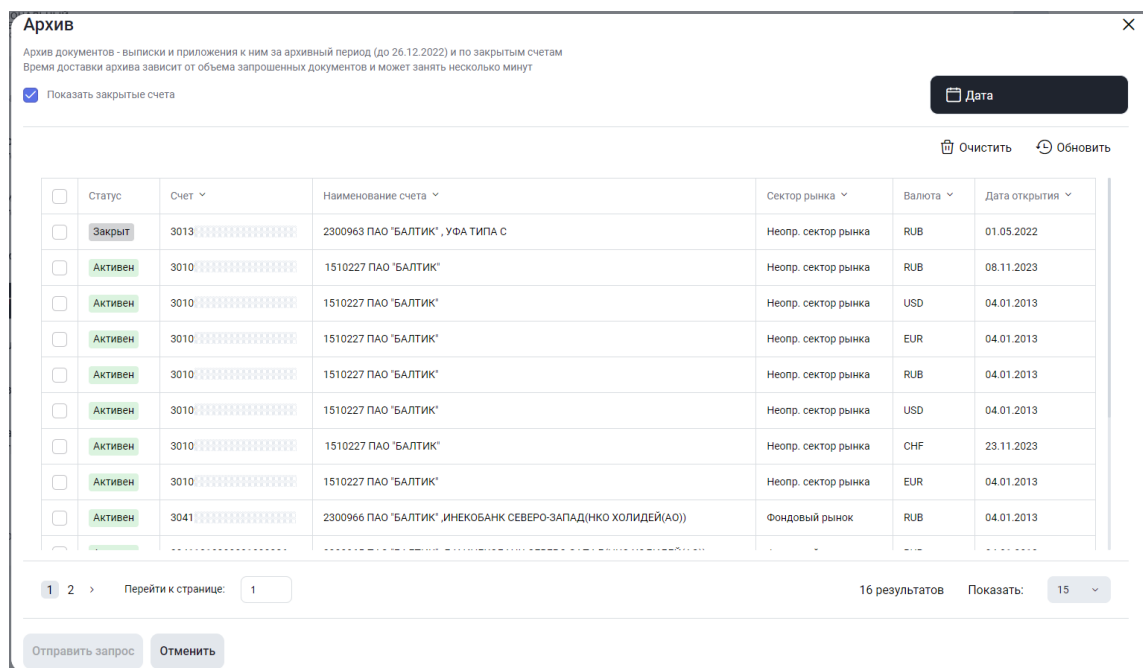 Архив
Архив документов - выписки и приложения к ним за архивный период (до 26.12.2022) и по закрытым счетам
Время доставки архива зависит от объема запрошенных документов и может занять несколько минут
Показать закрытые счета
Дата
Очистить Обновить
Статус Счет Наименование счета Сектор рынка Валюта Дата открытия
Закрыт 3013 2300963 ПАО "БАЛТИК" , УФА ТИПА С Неопр. сектор рынка RUB 01.05.2022
Активен 3010 1510227 ПАО "БАЛТИК" Неопр. сектор рынка RUB 08.11.2023
Активен 3010 1510227 ПАО "БАЛТИК" Неопр. сектор рынка USD 04.01.2013
Активен 3010 1510227 ПАО "БАЛТИК" Неопр. сектор рынка EUR 04.01.2013
Активен 3010 1510227 ПАО "БАЛТИК" Неопр. сектор рынка RUB 04.01.2013
Активен 3010 1510227 ПАО "БАЛТИК" Неопр. сектор рынка USD 04.01.2013
Активен 3010 1510227 ПАО "БАЛТИК" Неопр. сектор рынка CHF 23.11.2023
Активен 3010 1510227 ПАО "БАЛТИК" Неопр. сектор рынка EUR 04.01.2013
Активен 3041 2300966 ПАО "БАЛТИК" ,ИНЕКОБАНК СЕВЕРО-ЗАПАД(НКО ХОЛИДЕЙ(АО)) Фондовый рынок RUB 04.01.2013
1 2 Перейти к странице: 1 16 результатов Показать: 15
Отправить запрос Отменить